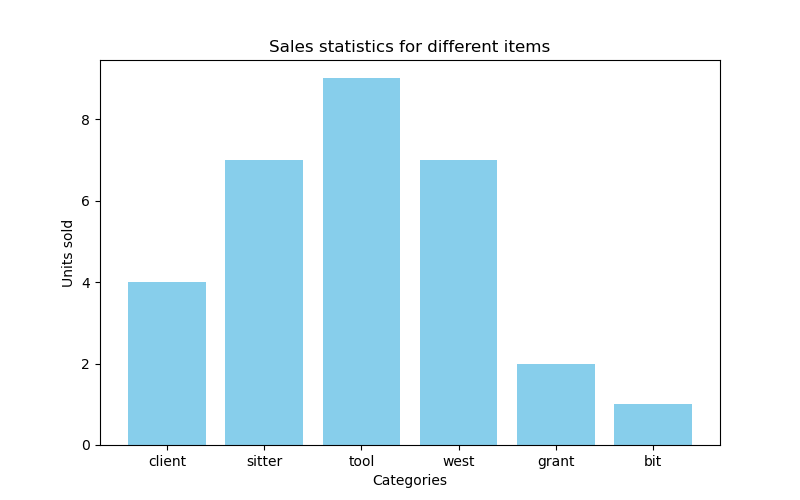 Sales statistics for different items
Units sold
8
6
4
2
0
client sitter tool west grant bit
Categories